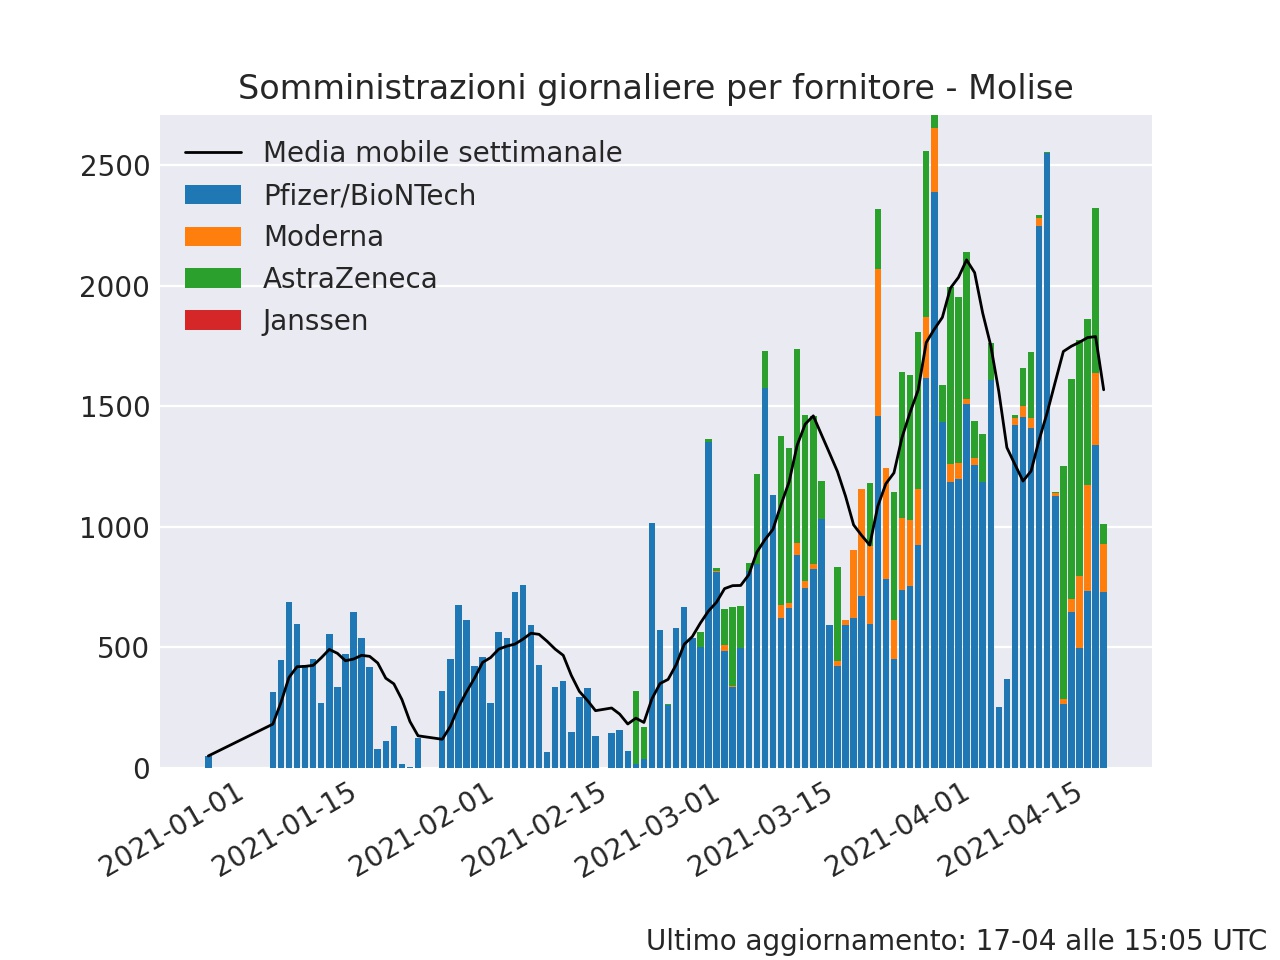 Somministrazioni giornaliere per fornitore - Molise
Media mobile settimanale
Pfizer/BioNTech
Moderna
AstraZeneca
Janssen
2500
2000
1500
1000
500
0
2021-01-01
2021-01-15
2021-02-01
2021-02-15
2021-03-01
2021-03-15
2021-04-01
2021-04-15
Ultimo aggiornamento: 17-04 alle 15:05 UTC